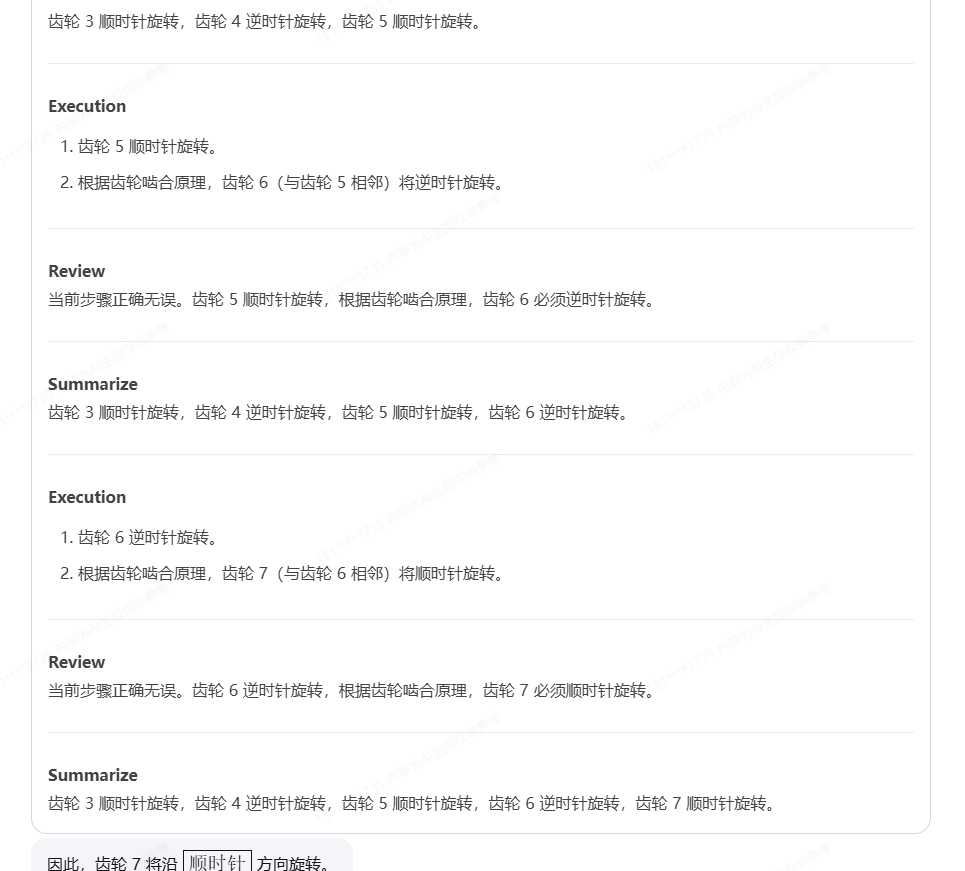 齿轮 3 顺时针旋转，齿轮 4 逆时针旋转，齿轮 5 顺时针旋转。
Execution
1. 齿轮 5 顺时针旋转。
2. 根据齿轮啮合原理，齿轮 6（与齿轮 5 相邻）将逆时针旋转。
Review
当前步骤正确无误。齿轮 5 顺时针旋转，根据齿轮啮合原理，齿轮 6 必须逆时针旋转。
Summarize
齿轮 3 顺时针旋转，齿轮 4 逆时针旋转，齿轮 5 顺时针旋转，齿轮 6 逆时针旋转。
Execution
1. 齿轮 6 逆时针旋转。
2. 根据齿轮啮合原理，齿轮 7（与齿轮 6 相邻）将顺时针旋转。
Review
当前步骤正确无误。齿轮 6 逆时针旋转，根据齿轮啮合原理，齿轮 7 必须顺时针旋转。
Summarize
齿轮 3 顺时针旋转，齿轮 4 逆时针旋转，齿轮 5 顺时针旋转，齿轮 6 逆时针旋转，齿轮 7 顺时针旋转。
因此，齿轮 7 将沿 顺时针 方向旋转。